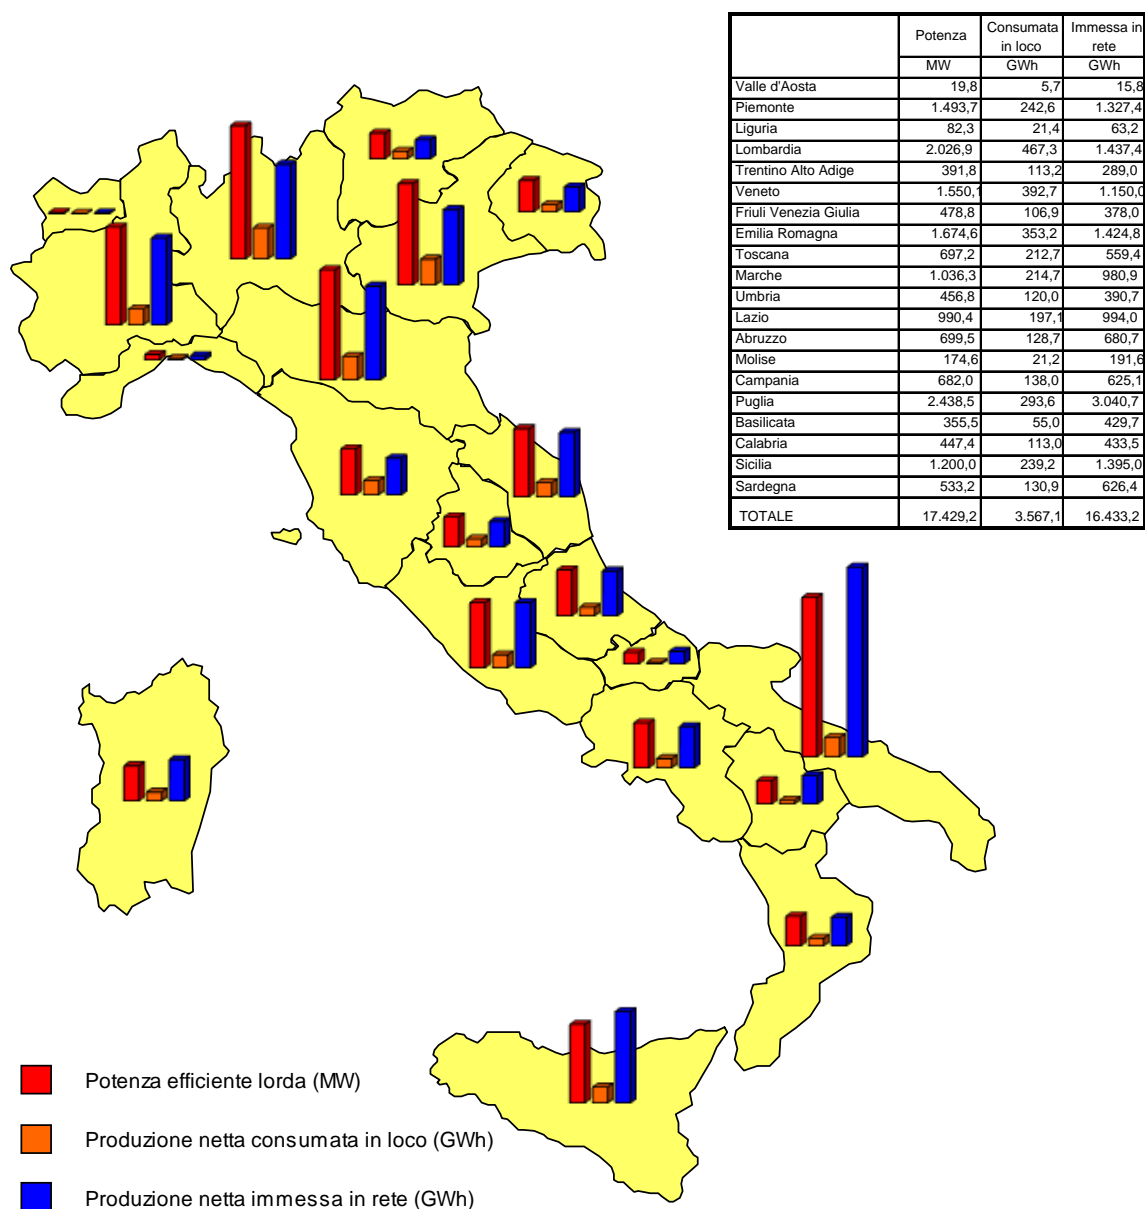 Potenza Consumata in loco Immessa in rete
MW GWh GWh
Valle d'Aosta 19,8 5,7 15,8
Piemonte 1.493,7 242,6 1.327,4
Liguria 82,3 21,4 63,2
Lombardia 2.026,9 467,3 1.437,4
Trentino Alto Adige 391,8 113,2 289,0
Veneto 1.550,1 392,7 1.150,0
Friuli Venezia Giulia 478,8 106,9 378,0
Emilia Romagna 1.674,6 353,2 1.424,8
Toscana 697,2 212,7 559,4
Marche 1.036,3 214,7 980,9
Umbria 456,8 120,0 390,7
Lazio 990,4 197,1 994,0
Abruzzo 699,5 128,7 680,7
Molise 174,6 21,2 191,6
Campania 682,0 138,0 625,1
Puglia 2.438,5 293,6 3.040,7
Basilicata 355,5 55,0 429,7
Calabria 447,4 113,0 433,5
Sicilia 1.200,0 239,2 1.395,0
Sardegna 533,2 130,9 626,4
TOTALE 17.429,2 3.567,1 16.433,2
Potenza efficiente lorda (MW)
Produzione netta consumata in loco (GWh)
Produzione netta immessa in rete (GWh)